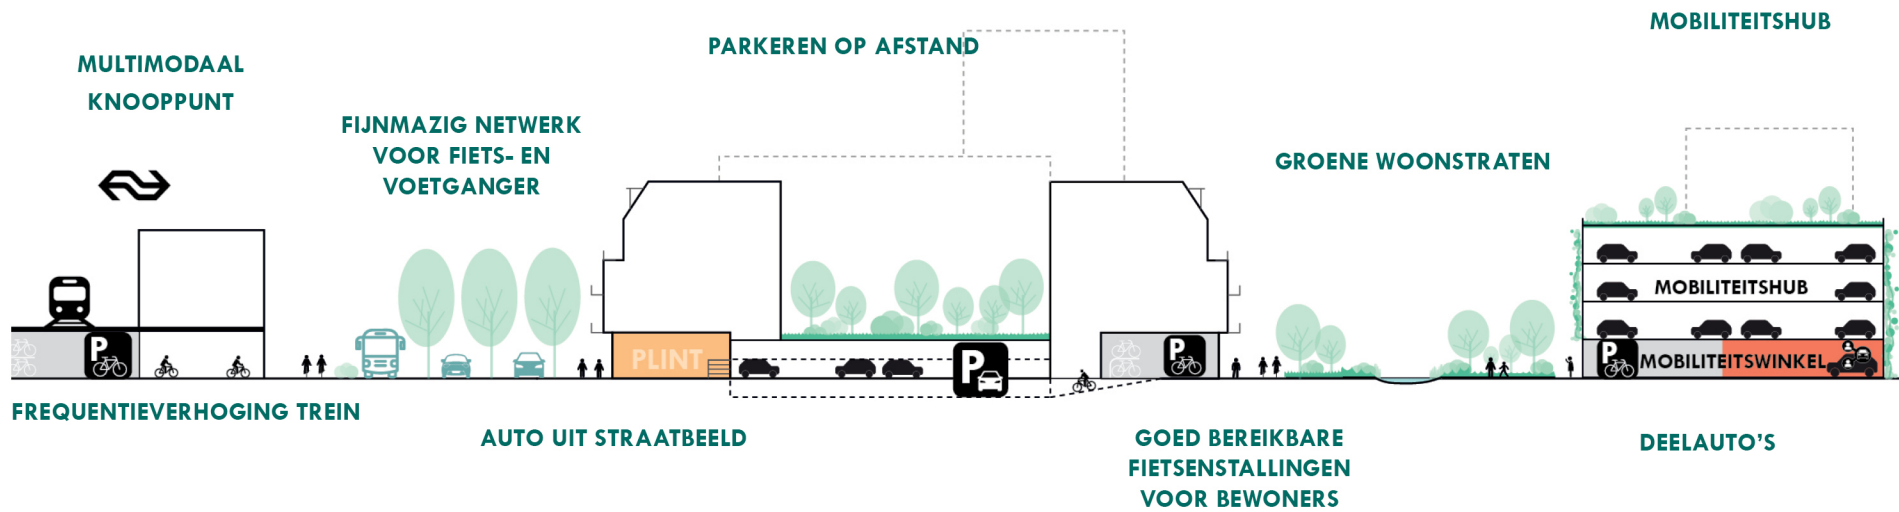 MULTIMODAAL
KNOOPPUNT
FIJNMAZIG NETWERK
VOOR FIETS- EN
VOETGANGER
PARKEREN OP AFSTAND
GROENE WOONSTRATEN
MOBILITEITSHUB
P
PLINT
P
P
MOBILITEITSHUB
P
MOBILITEITSWINKEL
FREQUENTIEVERHOGING TREIN
AUTO UIT STRAATBEELD
GOED BEREIKBARE
FIETSENSTALLINGEN
VOOR BEWONERS
DEELAUTO'S